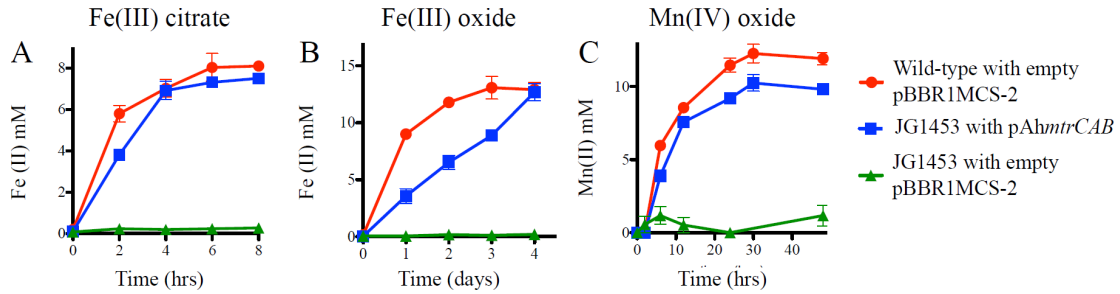 Fe(III) citrate
A
8
6
4
2
0
Fe (II) mM
0 2 4 6 8
Time (hrs)
Fe(III) oxide
B
15
10
5
0
Fe (II) mM
0 1 2 3 4
Time (days)
Mn(IV) oxide
C
10
5
0
Mn(II) mM
0 10 20 30 40
Time (hrs)
Wild-type with empty
pBBR1MCS-2
JG1453 with pAhmtrCAB
JG1453 with empty
pBBR1MCS-2